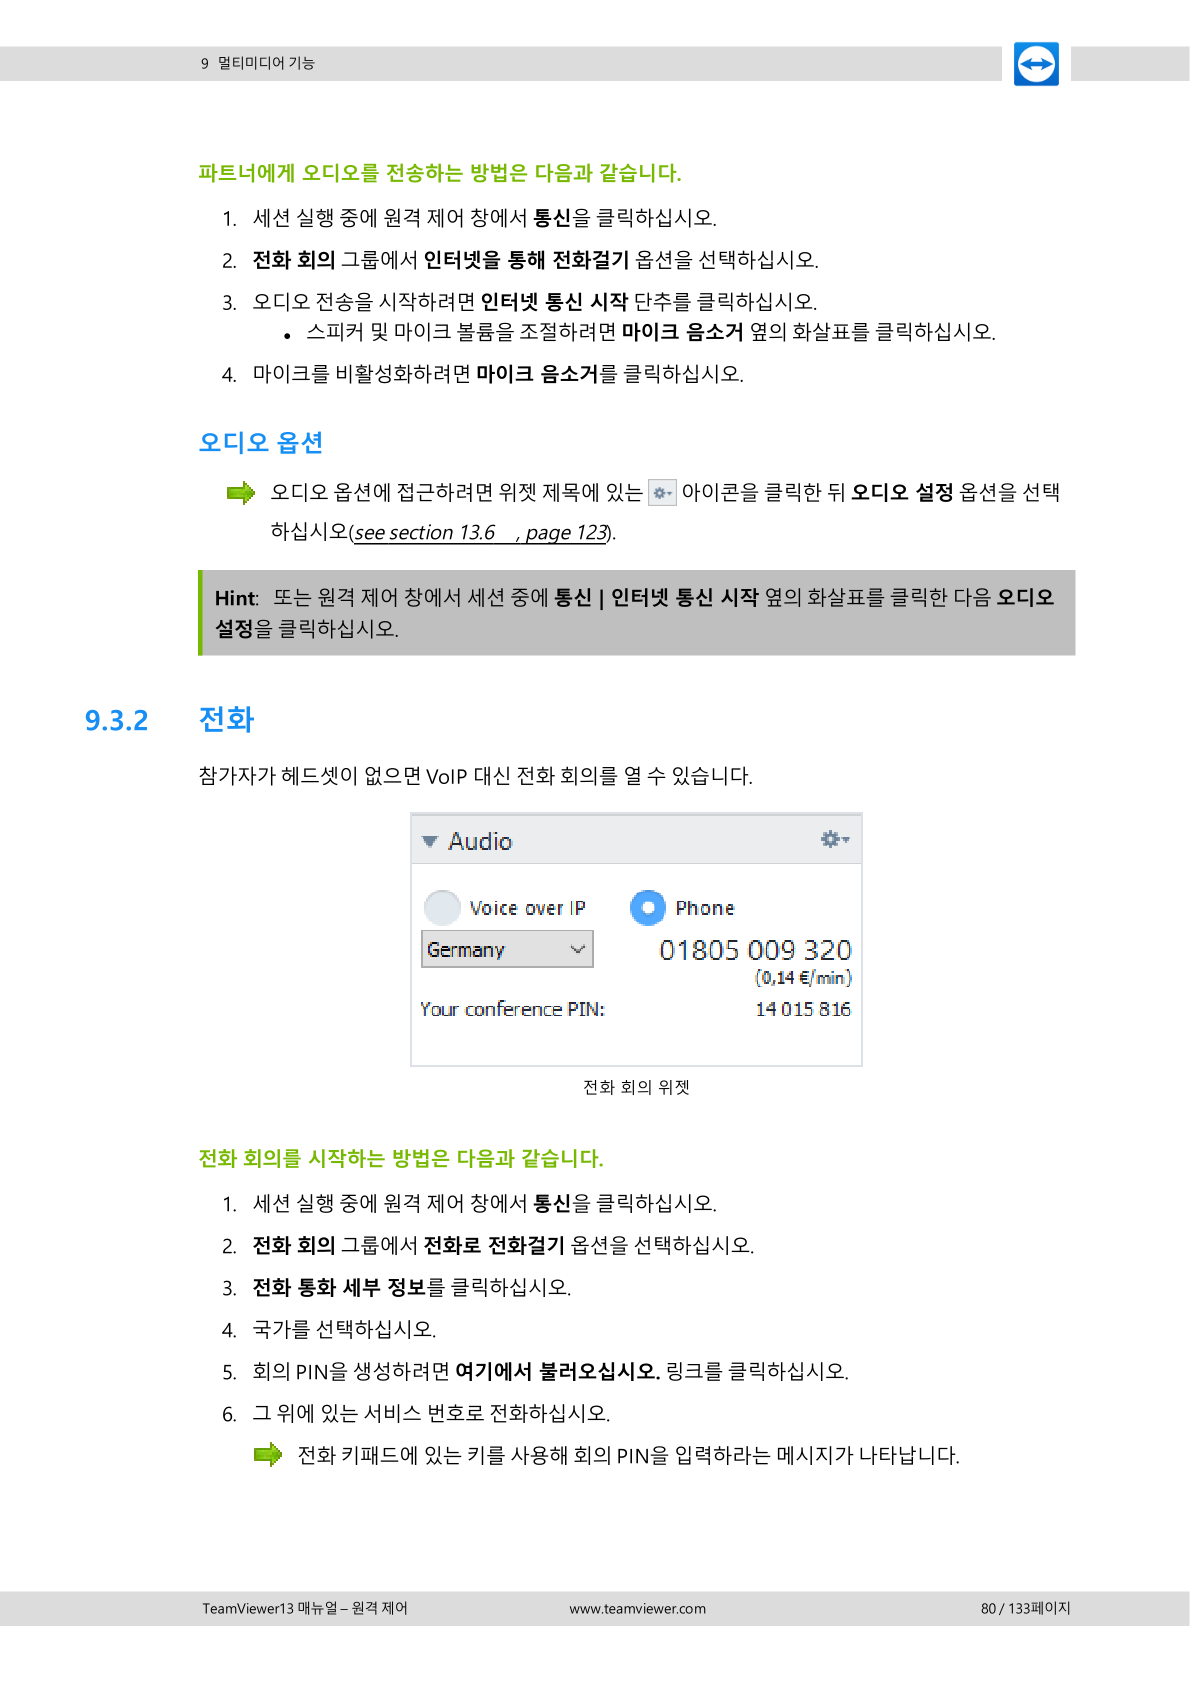 9 멀티미디어 기능
파트너에게 오디오를 전송하는 방법은 다음과 같습니다.
1. 세션 실행 중에 원격 제어 창에서 통신을 클릭하십시오.
2. 전화 회의 그룹에서 인터넷을 통해 전화걸기 옵션을 선택하십시오.
3. 오디오 전송을 시작하려면 인터넷 통신 시작 단추를 클릭하십시오.
• 스피커 및 마이크 볼륨을 조절하려면 마이크 음소거 옆의 화살표를 클릭하십시오.
4. 마이크를 비활성화하려면 마이크 음소거를 클릭하십시오.
오디오 옵션
오디오 옵션에 접근하려면 위젯 제목에 있는 아이콘을 클릭한 뒤 오디오 설정 옵션을 선택
하십시오(see section 13.6 , page 123).
Hint: 또는 원격 제어 창에서 세션 중에 통신 | 인터넷 통신 시작 옆의 화살표를 클릭한 다음 오디오
설정을 클릭하십시오.
9.3.2 전화
참가자가 헤드셋이 없으면 VoIP 대신 전화 회의를 열 수 있습니다.
Audio
Voice over IP Phone
Germany 01805 009 320
(0,14 €/min)
Your conference PIN: 14 015 816
전화 회의 위젯
전화 회의를 시작하는 방법은 다음과 같습니다.
1. 세션 실행 중에 원격 제어 창에서 통신을 클릭하십시오.
2. 전화 회의 그룹에서 전화로 전화걸기 옵션을 선택하십시오.
3. 전화 통화 세부 정보를 클릭하십시오.
4. 국가를 선택하십시오.
5. 회의 PIN을 생성하려면 여기에서 불러오십시오. 링크를 클릭하십시오.
6. 그 위에 있는 서비스 번호로 전화하십시오.
전화 키패드에 있는 키를 사용해 회의 PIN을 입력하라는 메시지가 나타납니다.
TeamViewer13 매뉴얼 – 원격 제어 www.teamviewer.com 80 / 133페이지